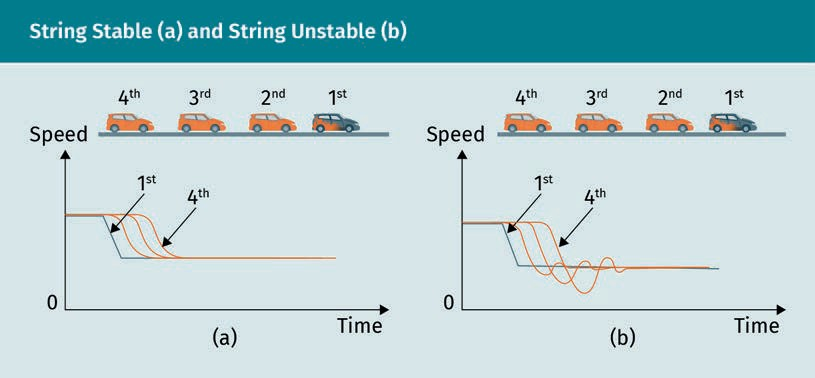 String Stable (a) and String Unstable (b)
4th 3rd 2nd 1st
Speed
1st
4th
0
Time
(a)
4th 3rd 2nd 1st
Speed
1st
4th
0
Time
(b)